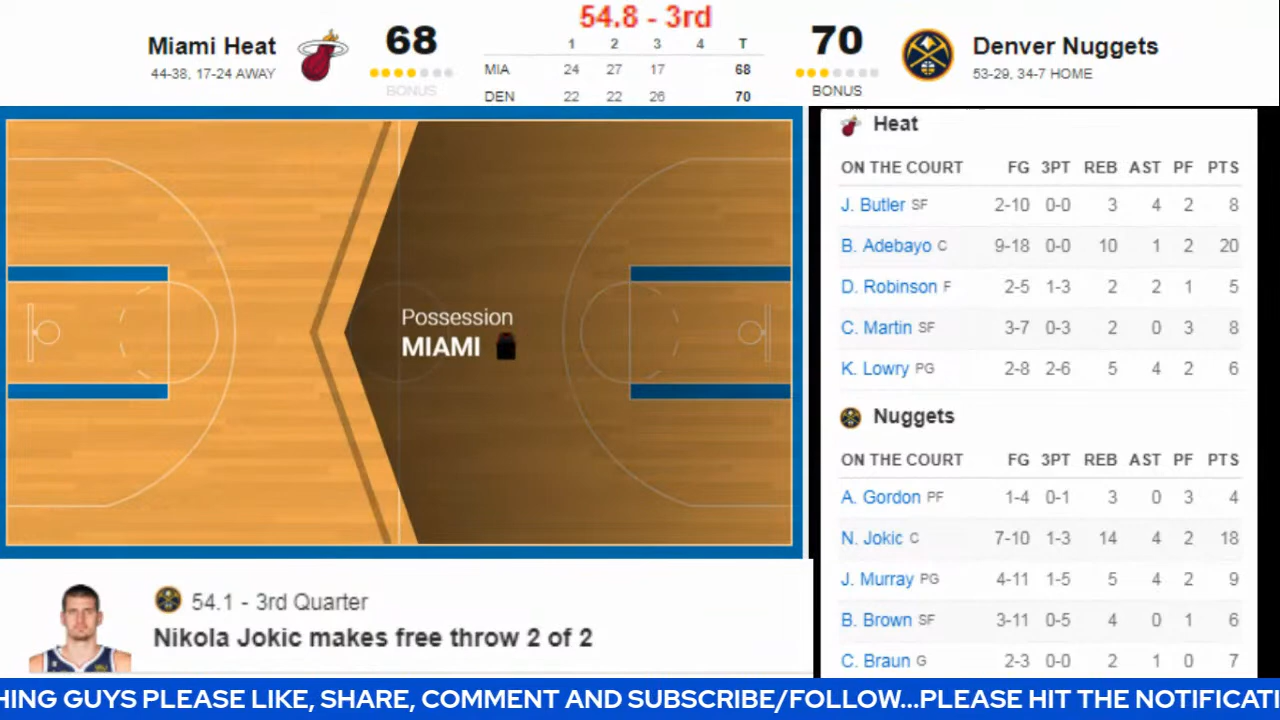 54.8 - 3rd
Miami Heat 68 70 Denver Nuggets
44-38, 17-24 AWAY BONUS BONUS 53-29, 34-7 HOME
1 2 3 4 T
MIA 24 27 17 68
DEN 22 22 26 70
Possession
MIAMI
54.1 - 3rd Quarter
Nikola Jokic makes free throw 2 of 2
Heat
ON THE COURT FG 3PT REB AST PF PTS
J. Butler SF 2-10 0-0 3 4 2 8
B. Adebayo C 9-18 0-0 10 1 2 20
D. Robinson F 2-5 1-3 2 2 1 5
C. Martin SF 3-7 0-3 2 0 3 8
K. Lowry PG 2-8 2-6 5 4 2 6
Nuggets
ON THE COURT FG 3PT REB AST PF PTS
A. Gordon PF 1-4 0-1 3 0 3 4
N. Jokic C 7-10 1-3 14 4 2 18
J. Murray PG 4-11 1-5 5 4 2 9
B. Brown SF 3-11 0-5 4 0 1 6
C. Braun G 2-3 0-0 2 1 0 7
HING GUYS PLEASE LIKE, SHARE, COMMENT AND SUBSCRIBE/FOLLOW...PLEASE HIT THE NOTIFICATI